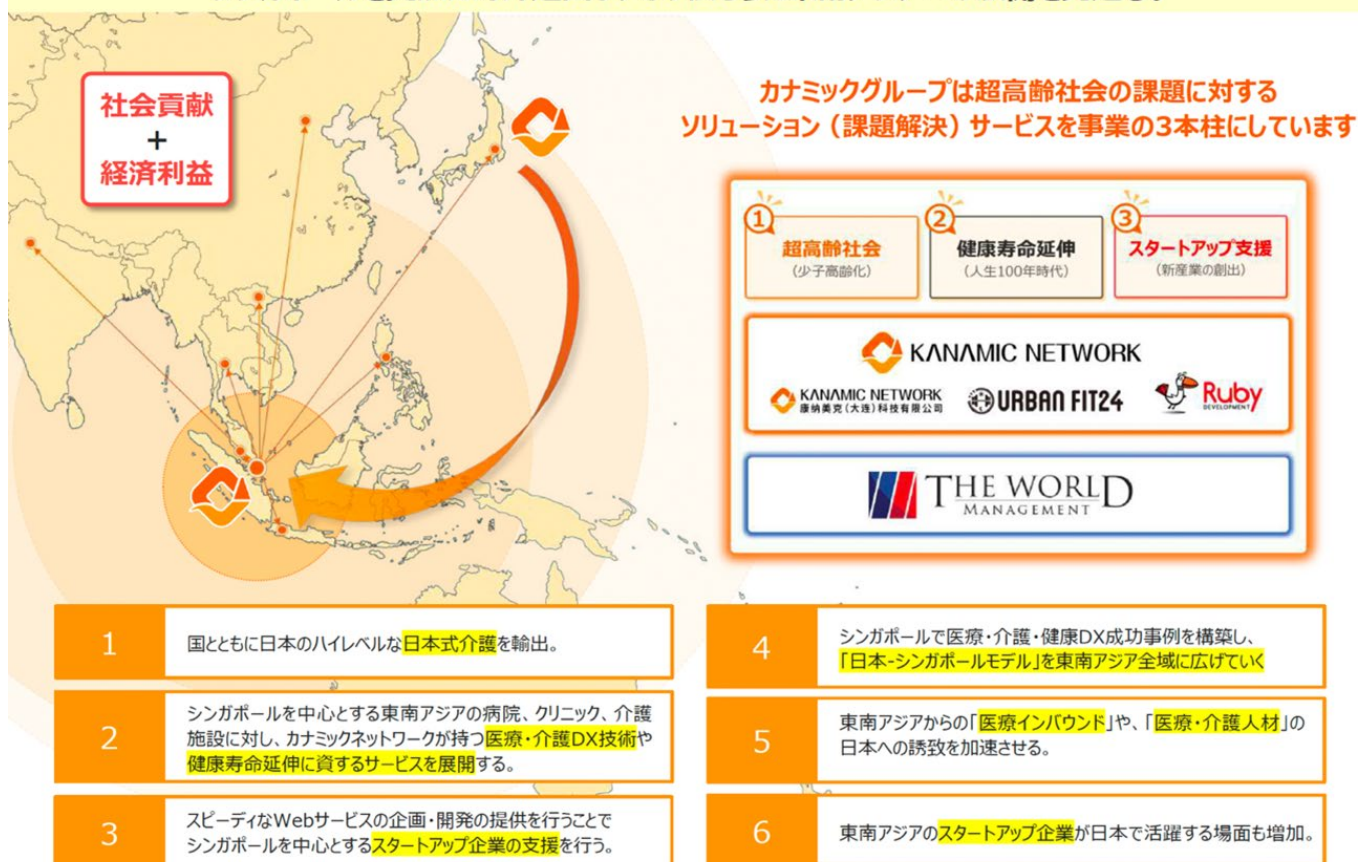 社会貢献
+
経済利益
カナミックグループは超高齢社会の課題に対する
ソリューション（課題解決）サービスを事業の3本柱にしています
1
超高齢社会
（少子高齢化）
2
健康寿命延伸
（人生100年時代）
3
スタートアップ支援
（新産業の創出）
KANAMIC NETWORK
KANAMIC NETWORK
康纳美克(大连)科技有限公司
URBAN FIT24
Ruby
DEVELOPMENT
THE WORLD
MANAGEMENT
1
国とともに日本のハイレベルな日本式介護を輸出。
2
シンガポールを中心とする東南アジアの病院、クリニック、介護
施設に対し、カナミックネットワークが持つ医療・介護DX技術や
健康寿命延伸に資するサービスを展開する。
3
スピーディなWebサービスの企画・開発の提供を行うことで
シンガポールを中心とするスタートアップ企業の支援を行う。
4
シンガポールで医療・介護・健康DX成功事例を構築し、
「日本-シンガポールモデル」を東南アジア全域に広げていく
5
東南アジアからの「医療インバウンド」や、「医療・介護人材」の
日本への誘致を加速させる。
6
東南アジアのスタートアップ企業が日本で活躍する場面も増加。